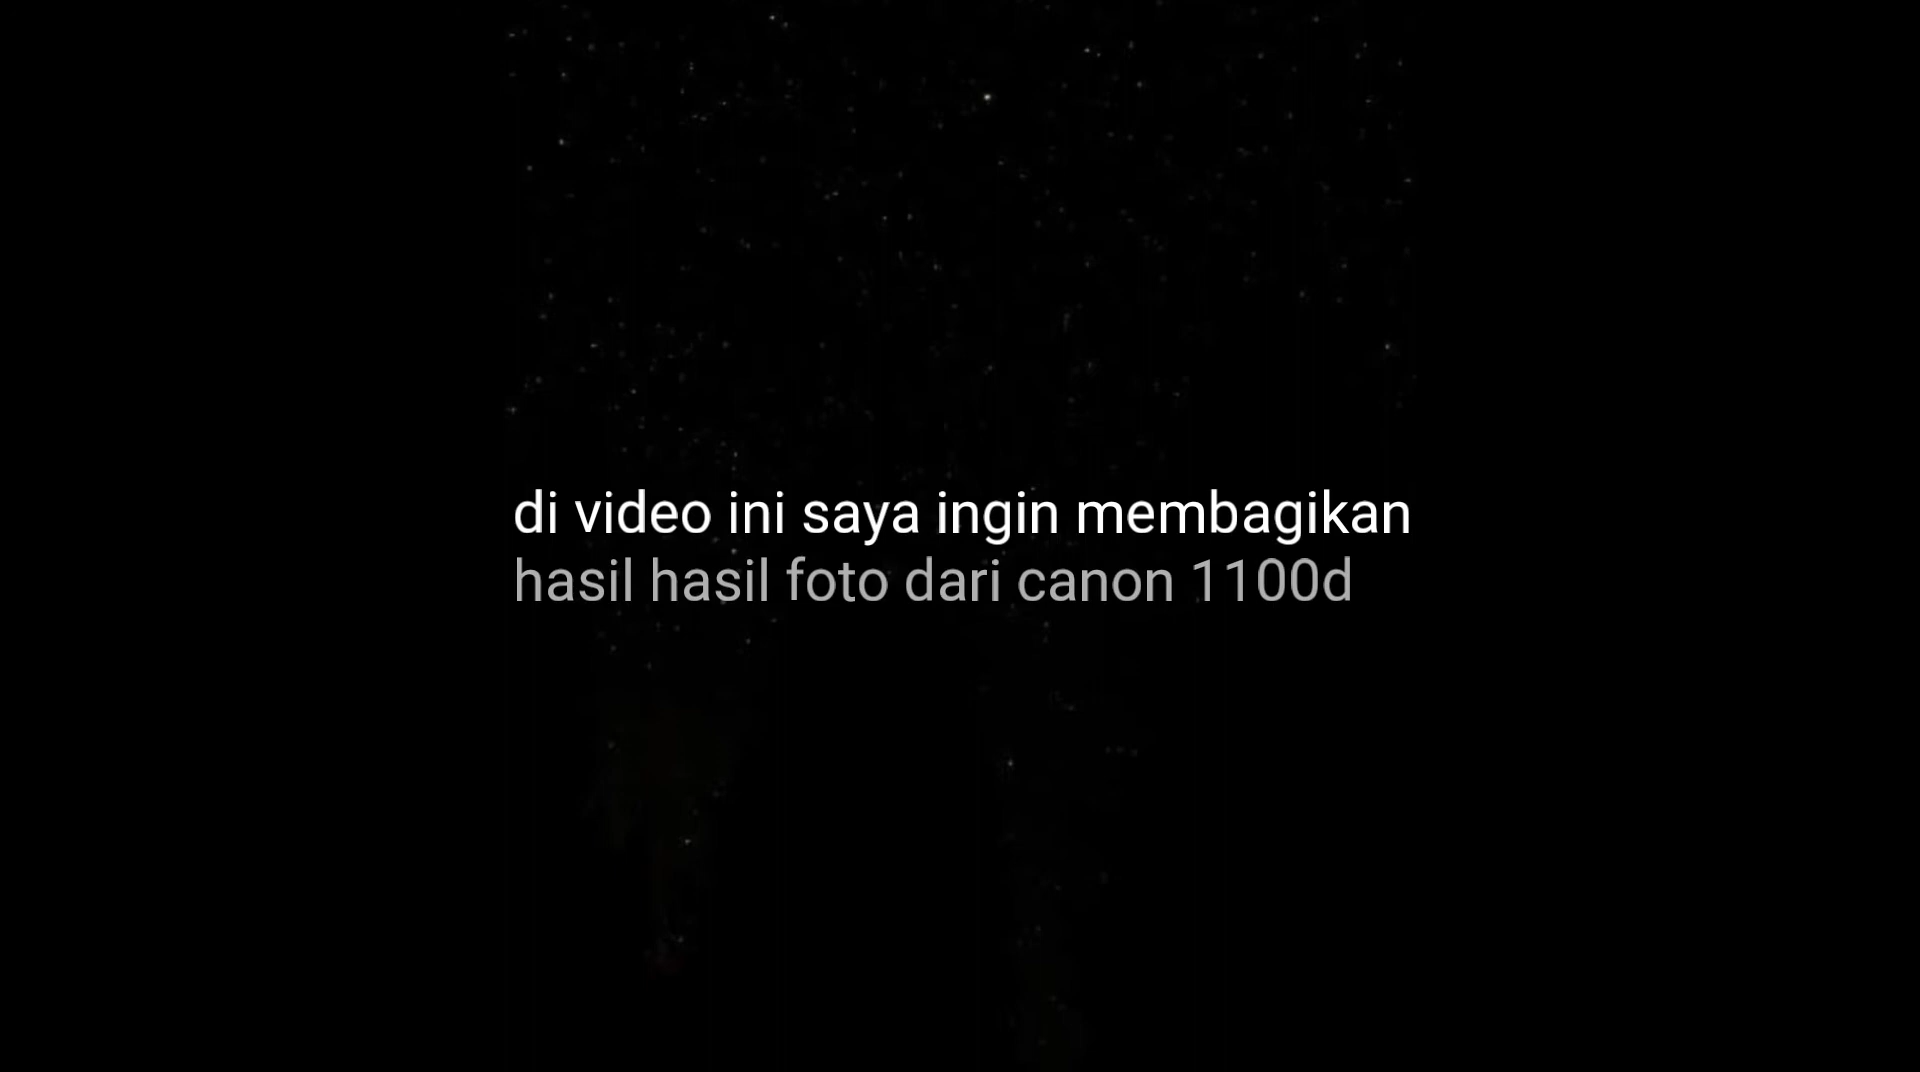 di video ini saya ingin membagikan
hasil hasil foto dari canon 1100d